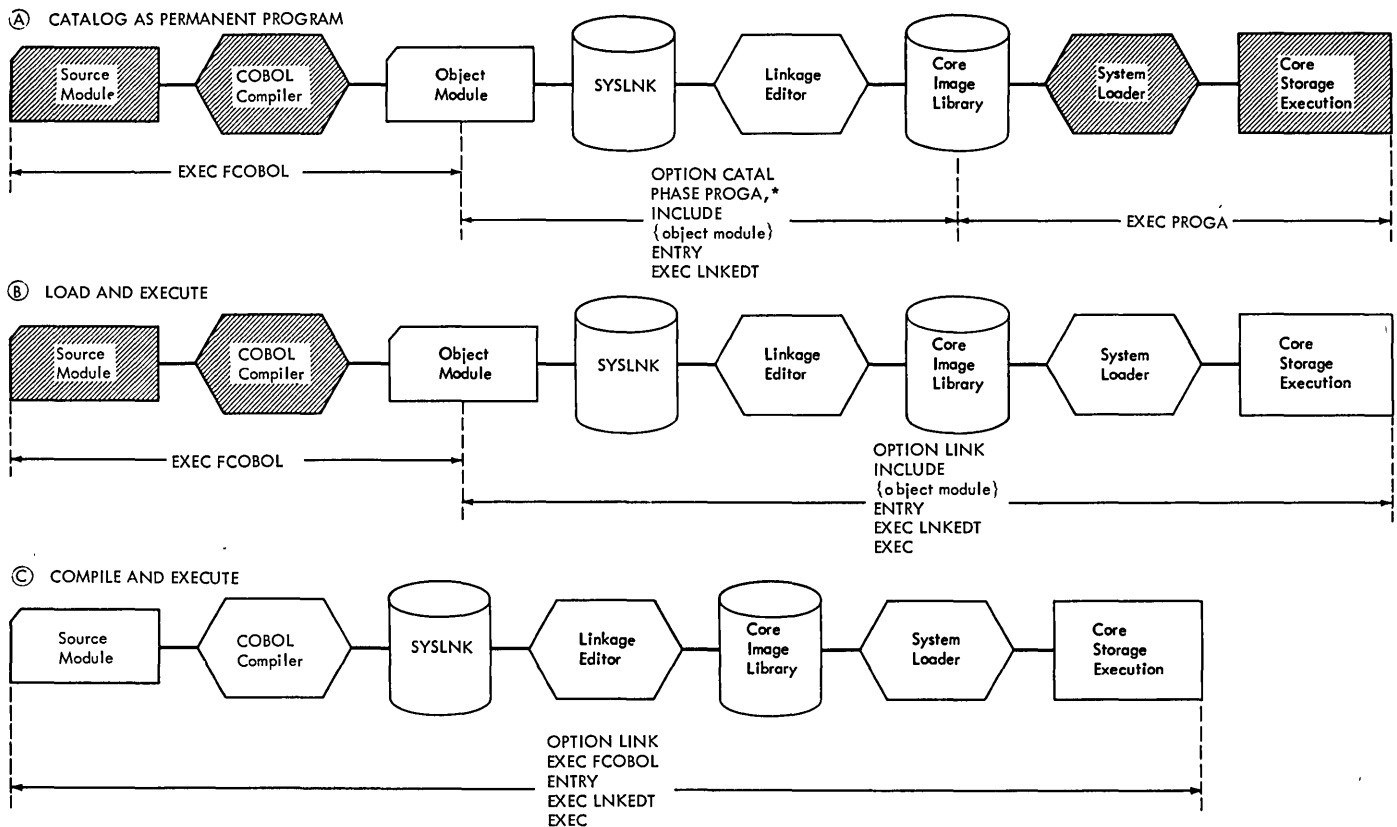 Ⓐ CATALOG AS PERMANENT PROGRAM
Source
Module
COBOL
Compiler
Object
Module
SYSLNK
Linkage
Editor
Core
Image
Library
System
Loader
Core
Storage
Execution
EXEC FCOBOL
OPTION CATAL
PHASE PROGA,*
INCLUDE
{object module}
ENTRY
EXEC LNKEDT
EXEC PROGA
Ⓑ LOAD AND EXECUTE
Source
Module
COBOL
Compiler
Object
Module
SYSLNK
Linkage
Editor
Core
Image
Library
System
Loader
Core
Storage
Execution
EXEC FCOBOL
OPTION LINK
INCLUDE
{object module}
ENTRY
EXEC LNKEDT
EXEC
Ⓒ COMPILE AND EXECUTE
Source
Module
COBOL
Compiler
SYSLNK
Linkage
Editor
Core
Image
Library
System
Loader
Core
Storage
Execution
OPTION LINK
EXEC FCOBOL
ENTRY
EXEC LNKEDT
EXEC